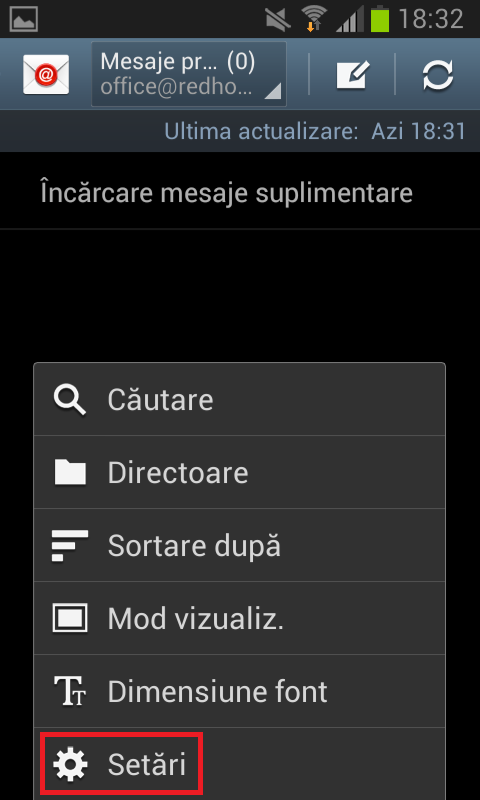 18:32
Mesaje pr... (0)
office@redho...
Ultima actualizare: Azi 18:31
Încărcare mesaje suplimentare
Căutare
Directoare
Sortare după
Mod vizualiz.
Dimensiune font
Setări